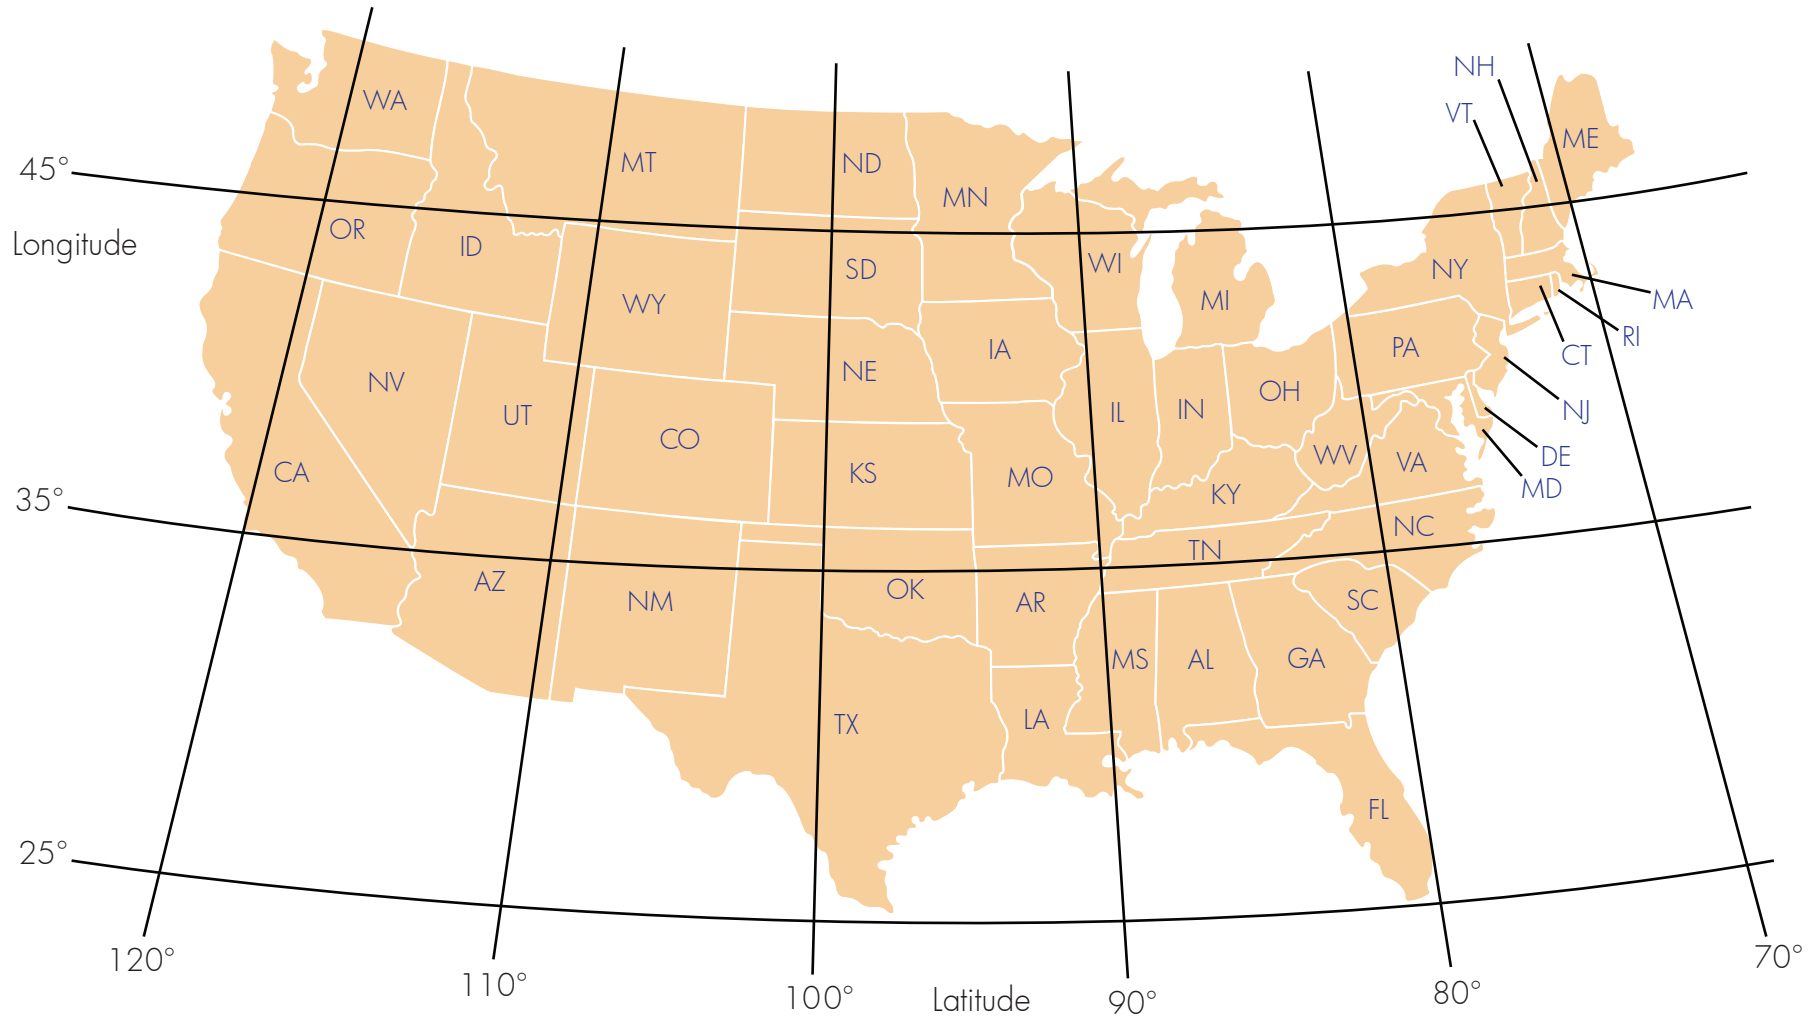 NH
WA
VT
ME
45°
MT
ND
MN
OR
Longitude
ID
SD
WI
NY
WY
MI
MA
RI
IA
PA
CT
NV
NE
OH
UT
IL
IN
NJ
CO
CA
KS
MO
WV
VA
DE
KY
MD
35°
NC
TN
AZ
NM
OK
AR
SC
MS
AL
GA
TX
LA
FL
25°
120°
110°
100°
Latitude
90°
80°
70°